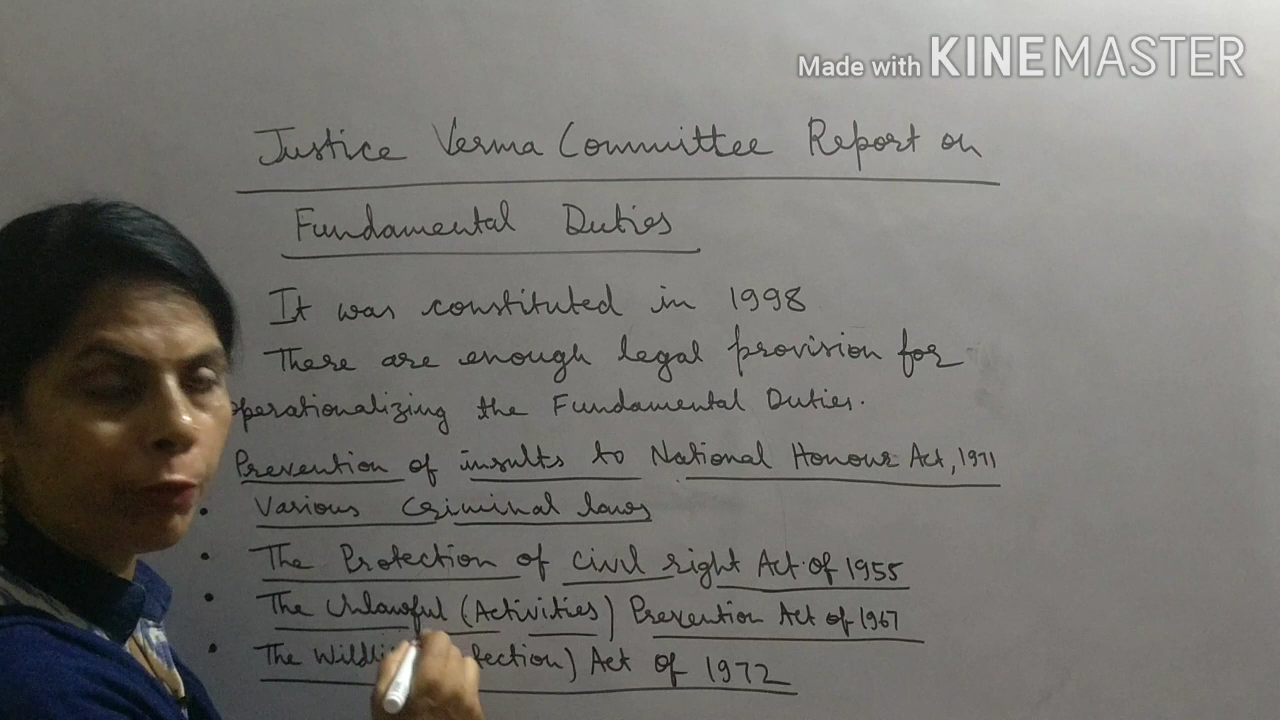 Made with KINEMASTER
Justice Verma Committee Report on
Fundamental Duties
It was constituted in 1998
There are enough legal provision for
operationalizing the Fundamental Duties.
Prevention of insults to National Honour Act, 1971
• Various Criminal laws
• The Protection of civil right Act of 1955
• The Unlawful (Activities) Prevention Act of 1967
• The Act of 1972